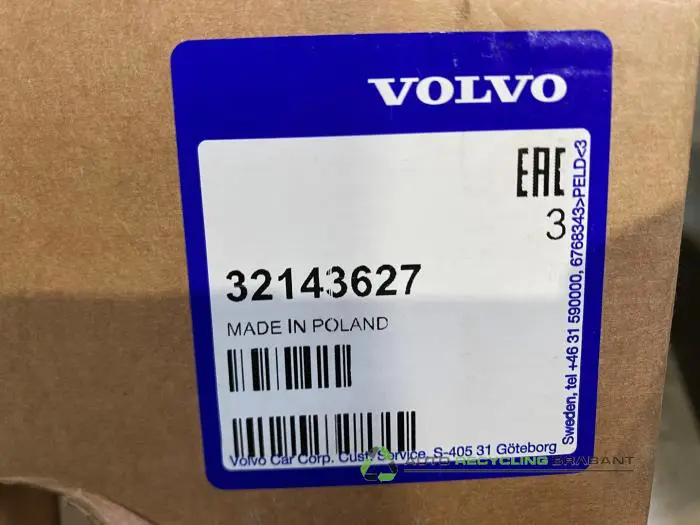 VOLVO
EAC
3
32143627
MADE IN POLAND
Volvo Car Corp. Cust. Service, S-405 31 Göteborg
Sweden, tel +46 31 590000, 6768343>PELD<3
AUTO RECYCLING BRABANT